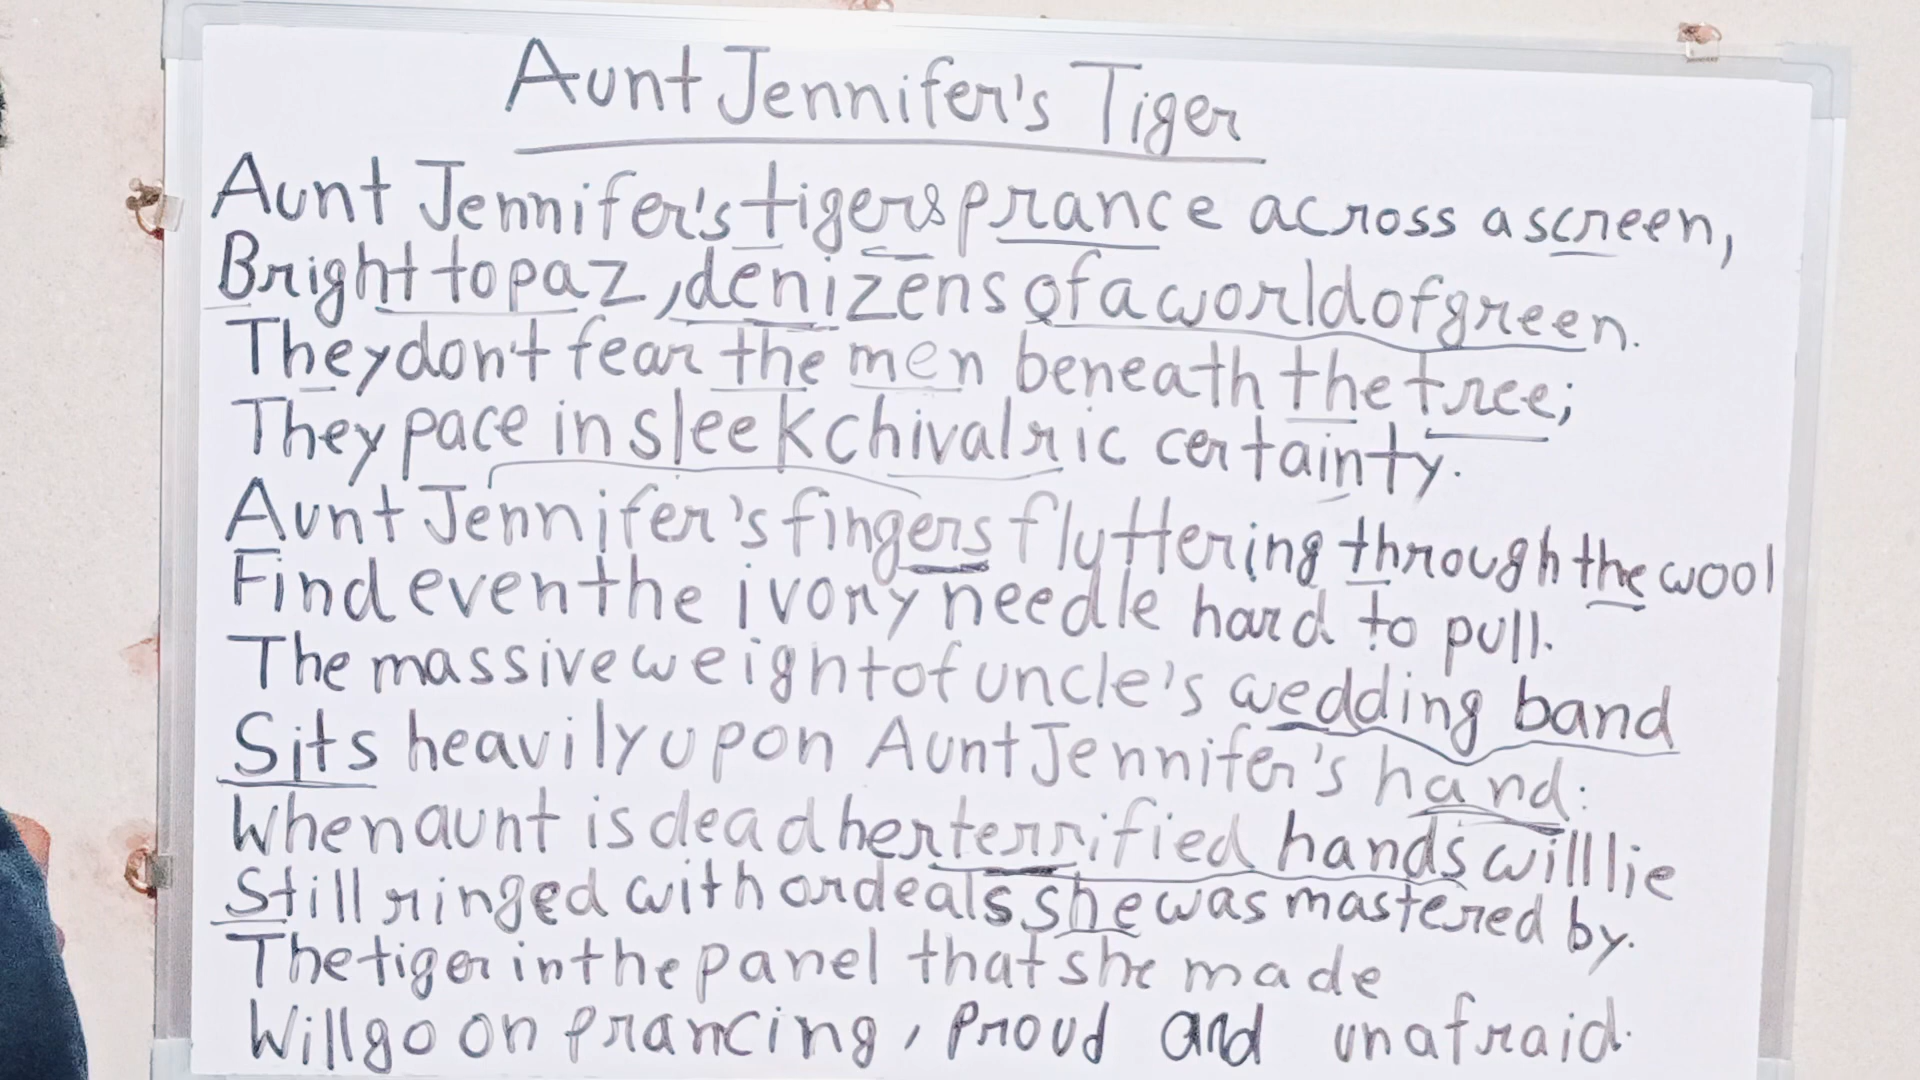 Aunt Jennifer's Tiger
Aunt Jennifer's tigers prance across a screen,
Bright topaz, denizens of a world of green.
They don't fear the men beneath the tree;
They pace in sleek chivalric certainty.
Aunt Jennifer's fingers fluttering through the wool
Find even the ivory needle hard to pull.
The massive weight of uncle's wedding band
Sits heavily upon Aunt Jennifer's hand:
When aunt is dead her terrified hands will lie
Still ringed with ordeals she was mastered by.
The tiger in the panel that she made
Will go on prancing, proud and unafraid.